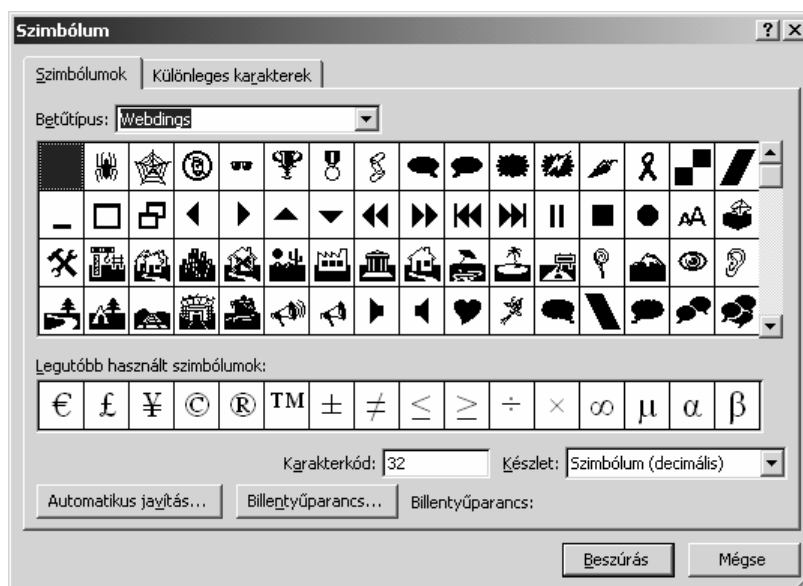 Szimbólum
Szimbólumok Különleges karakterek
Betűtípus: Webdings
AA
Legutóbb használt szimbólumok:
€ £ ¥ © ® ™ ± ≠ ≤ ≥ ÷ × ∞ µ α β
Karakterkód: 32 Készlet: Szimbólum (decimális)
Automatikus javítás... Billentyűparancs... Billentyűparancs:
Beszúrás Mégse